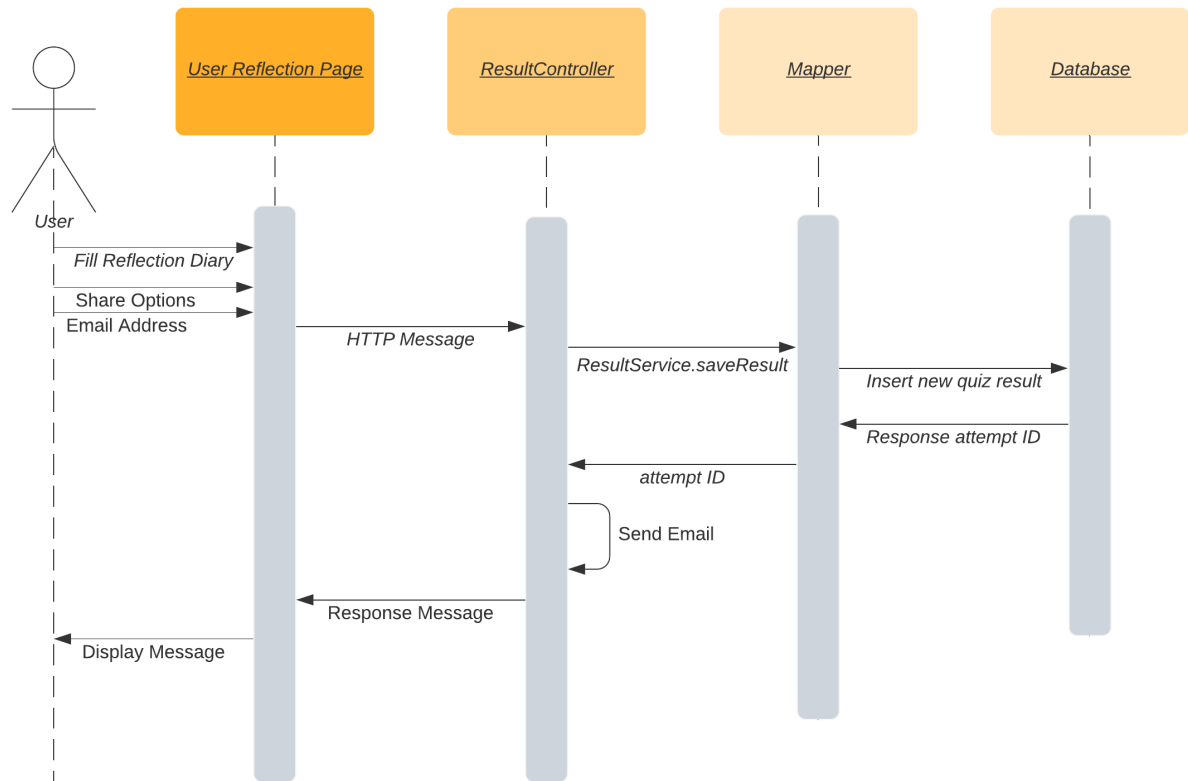 User Reflection Page
ResultController
Mapper
Database
User
Fill Reflection Diary
Share Options
Email Address
HTTP Message
ResultService.saveResult
Insert new quiz result
Response attempt ID
attempt ID
Send Email
Response Message
Display Message